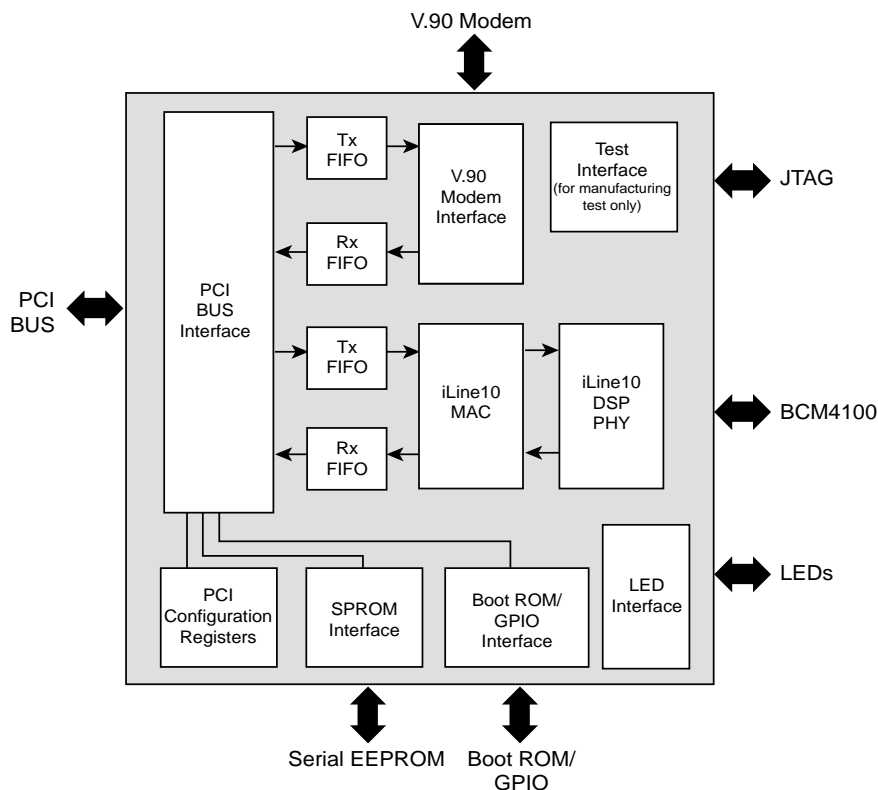 V.90 Modem
Tx
FIFO
V.90
Modem
Interface
Test
Interface
(for manufacturing
test only)
JTAG
Rx
FIFO
PCI
BUS
PCI
BUS
Interface
Tx
FIFO
iLine10
MAC
iLine10
DSP
PHY
BCM4100
Rx
FIFO
PCI
Configuration
Registers
SPROM
Interface
Boot ROM/
GPIO
Interface
LED
Interface
LEDs
Serial EEPROM
Boot ROM/
GPIO